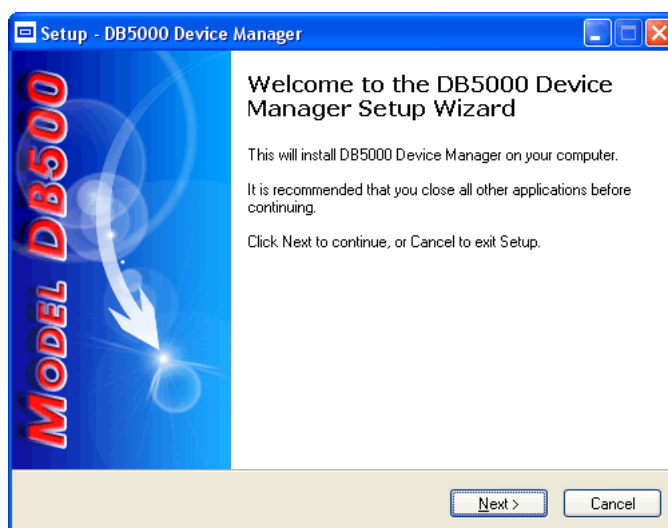 Setup - DB5000 Device Manager
MODEL DB5000
Welcome to the DB5000 Device
Manager Setup Wizard
This will install DB5000 Device Manager on your computer.
It is recommended that you close all other applications before
continuing.
Click Next to continue, or Cancel to exit Setup.
Next >
Cancel